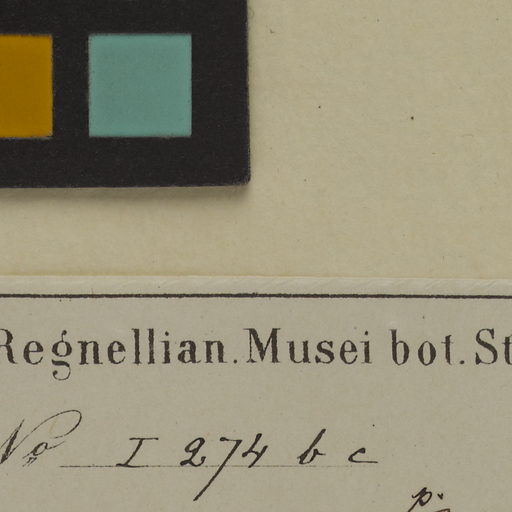 Regnellian. Musei bot. St
No I 274 b c
p.